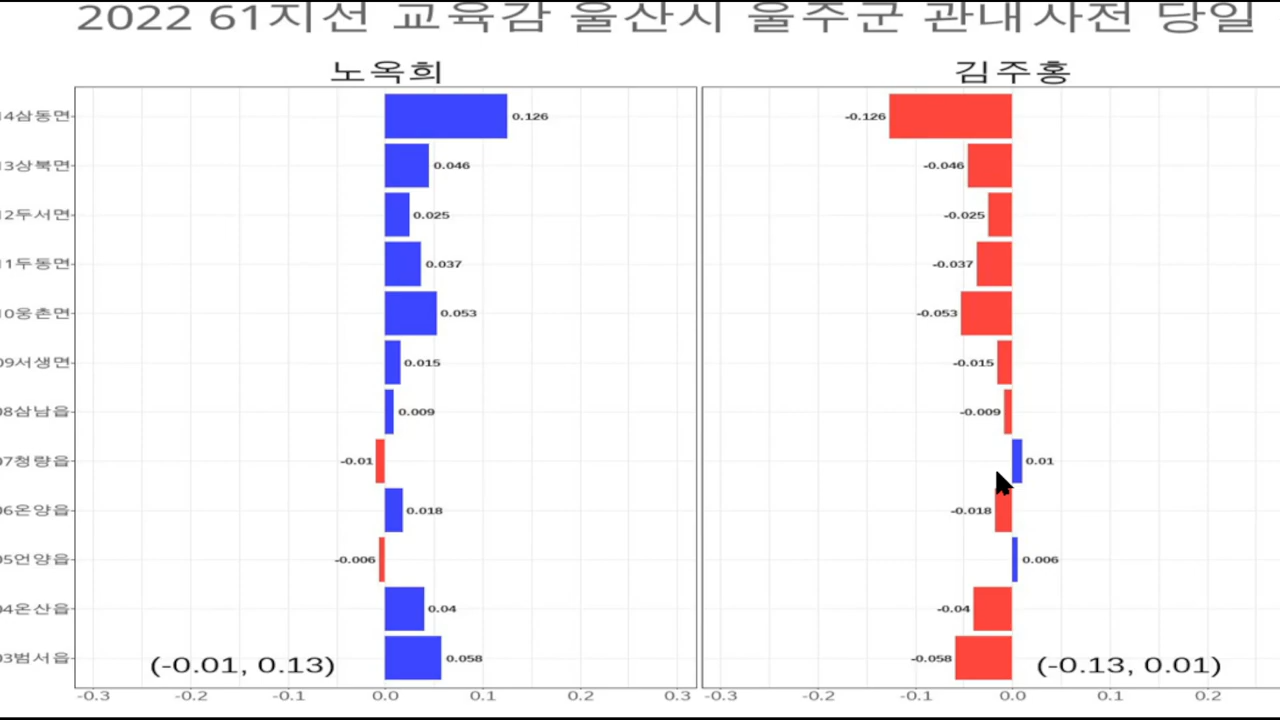 2022 61지선 교육감 울산시 울주군 관내사전 당일
노옥희 김주홍
14삼동면 0.126 -0.126
13상북면 0.046 -0.046
12두서면 0.025 -0.025
11두동면 0.037 -0.037
10웅촌면 0.053 -0.053
09서생면 0.015 -0.015
08삼남읍 0.009 -0.009
07청량읍 -0.01 0.01
06온양읍 0.018 -0.018
05언양읍 -0.006 0.006
04온산읍 0.04 -0.04
03범서읍 0.058 -0.058
(-0.01, 0.13) (-0.13, 0.01)
-0.3 -0.2 -0.1 0.0 0.1 0.2 0.3 -0.3 -0.2 -0.1 0.0 0.1 0.2